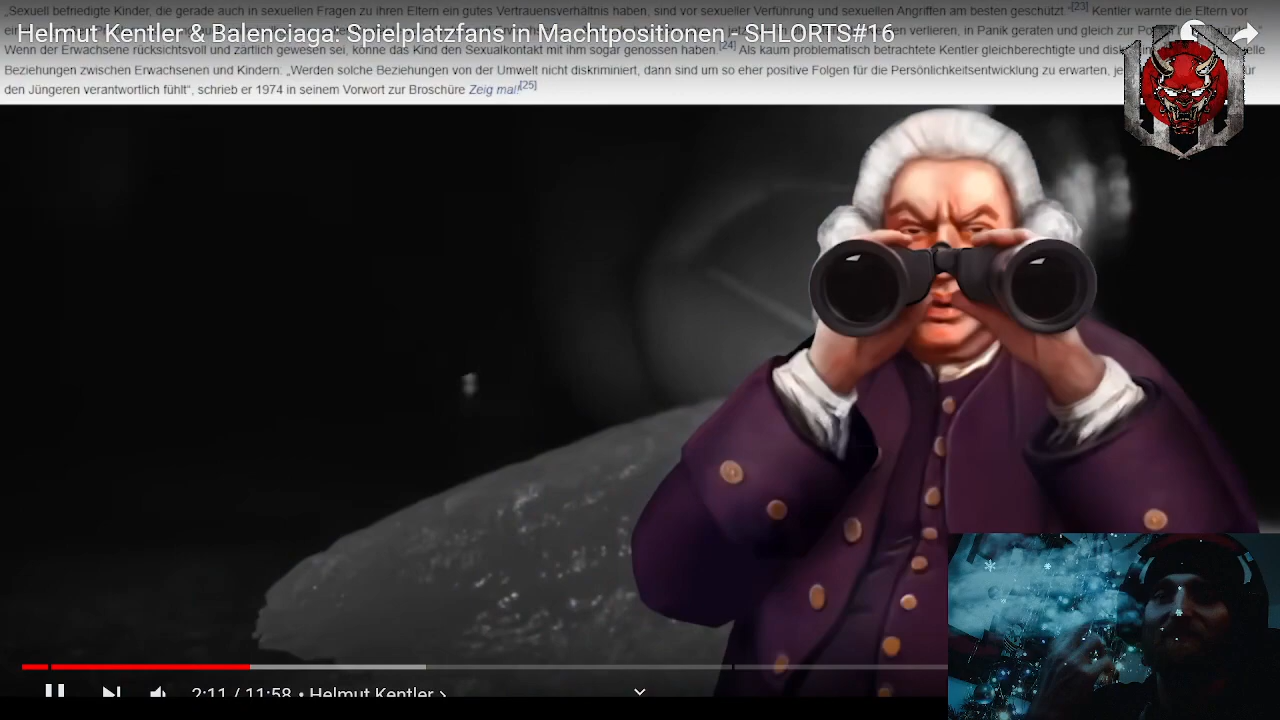 „Sexuell befriedigte Kinder, die gerade auch in sexuellen Fragen zu ihren Eltern ein gutes Vertrauensverhältnis haben, sind vor sexueller Verführung und sexuellen Angriffen am besten geschützt.“[23] Kentler warnte die Eltern vor
Helmut Kentler & Balenciaga: Spielplatzfans in Machtpositionen - SHLORTS#16
verlieren, in Panik geraten und gleich zur
Wenn der Erwachsene rücksichtsvoll und zärtlich gewesen sei, könne das Kind den Sexualkontakt mit ihm sogar genossen haben.[24] Als kaum problematisch betrachtete Kentler gleichberechtigte und
Beziehungen zwischen Erwachsenen und Kindern. „Werden solche Beziehungen von der Umwelt nicht diskriminiert, dann sind um so eher positive Folgen für die Persönlichkeitsentwicklung zu erwarten,
den Jüngeren verantwortlich fühlt“, schrieb er 1974 in seinem Vorwort zur Broschüre Zeig mal![25]
2:11 / 11:58 • Helmut Kentler ›